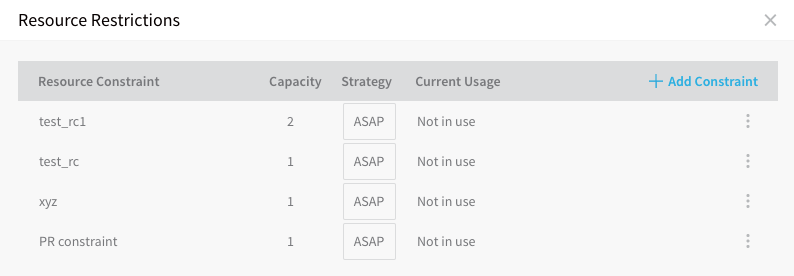 Resource Restrictions
Resource Constraint Capacity Strategy Current Usage + Add Constraint
test_rc1 2 ASAP Not in use
test_rc 1 ASAP Not in use
xyz 1 ASAP Not in use
PR constraint 1 ASAP Not in use